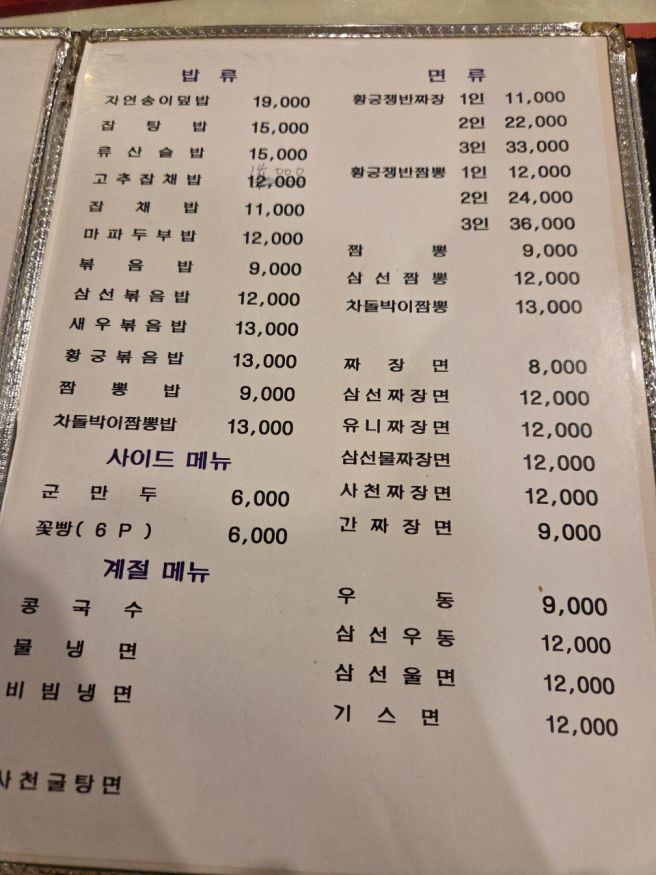 밥 류
자연송이덮밥 19,000
잡 탕 밥 15,000
류 산 슬 밥 15,000
고추잡채밥 12,000
잡 채 밥 11,000
마파두부밥 12,000
볶 음 밥 9,000
삼선볶음밥 12,000
새우볶음밥 13,000
황궁볶음밥 13,000
짬 뽕 밥 9,000
차돌박이짬뽕밥 13,000
사이드 메뉴
군 만 두 6,000
꽃빵( 6 P ) 6,000
계절 메뉴
콩 국 수
물 냉 면
비 빔 냉 면
사천굴탕면
면 류
황궁쟁반짜장 1인 11,000
2인 22,000
3인 33,000
황궁쟁반짬뽕 1인 12,000
2인 24,000
3인 36,000
짬 뽕 9,000
삼 선 짬 뽕 12,000
차돌박이짬뽕 13,000
짜 장 면 8,000
삼선짜장면 12,000
유니짜장면 12,000
삼선물짜장면 12,000
사천짜장면 12,000
간 짜 장 면 9,000
우 동 9,000
삼 선 우 동 12,000
삼 선 울 면 12,000
기 스 면 12,000